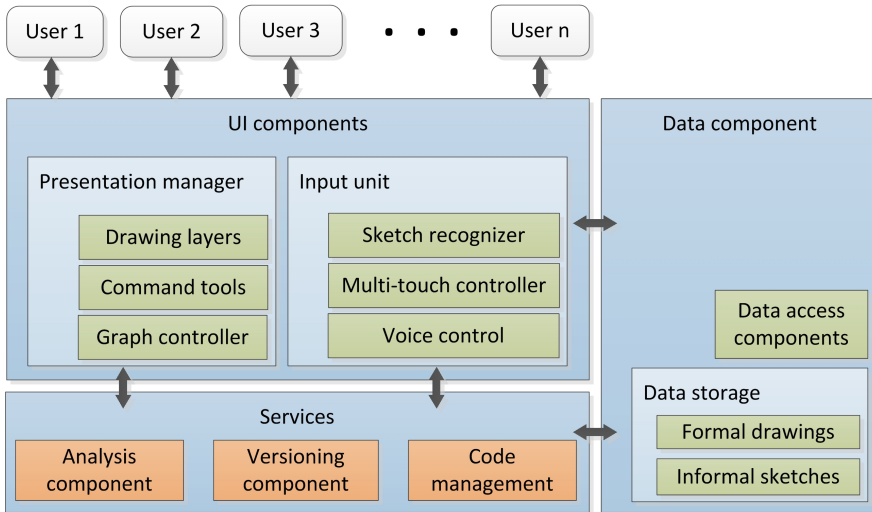 User 1
User 2
User 3
• • •
User n
UI components
Presentation manager
Drawing layers
Command tools
Graph controller
Input unit
Sketch recognizer
Multi-touch controller
Voice control
Services
Analysis
component
Versioning
component
Code
management
Data component
Data access
components
Data storage
Formal drawings
Informal sketches